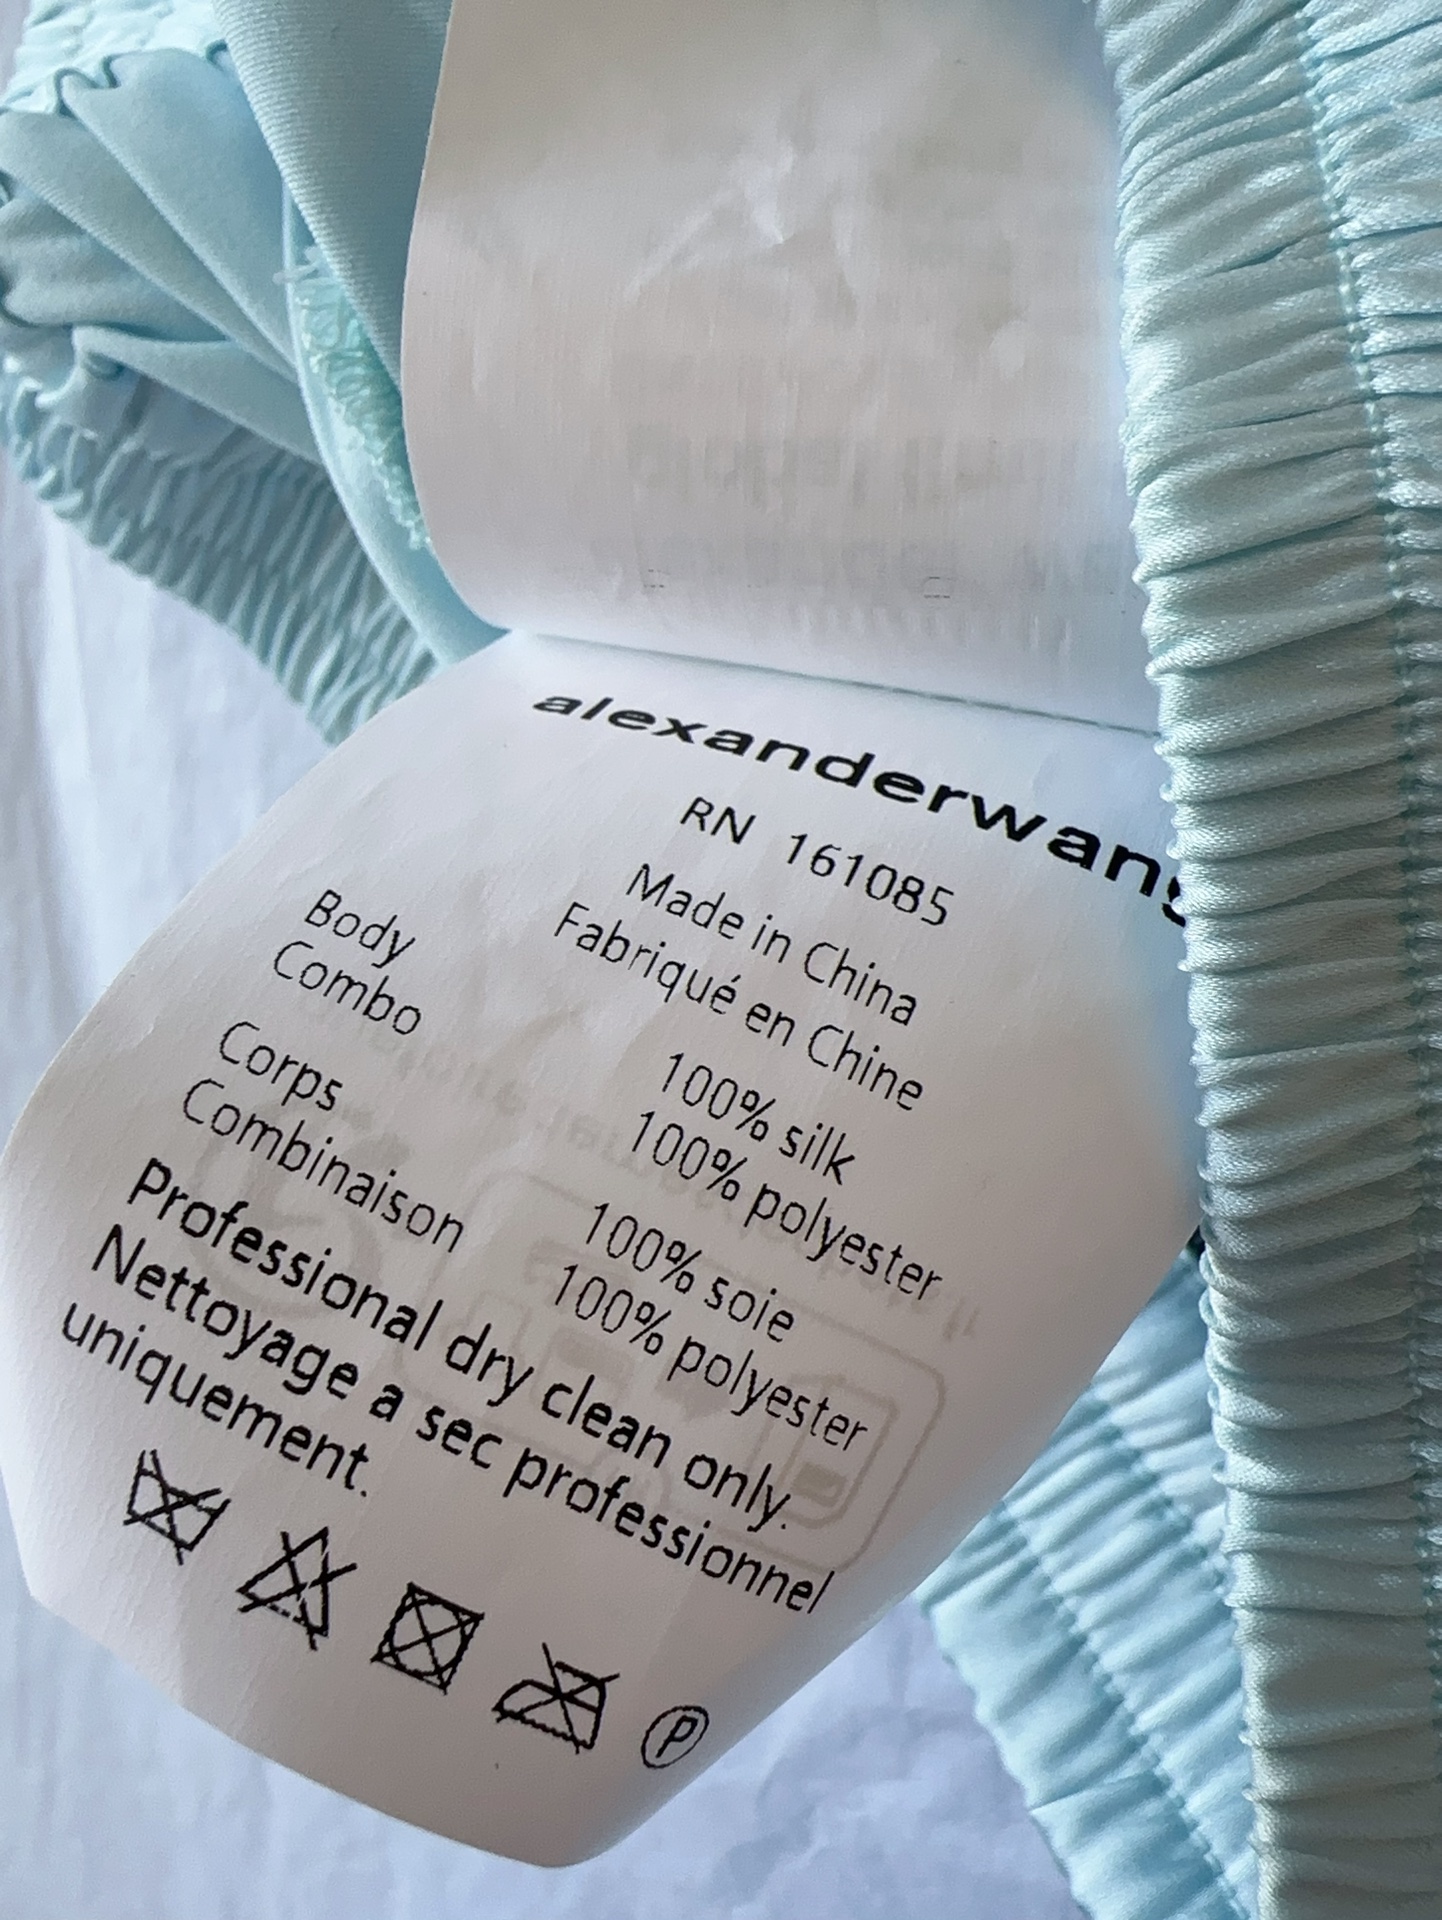 alexanderwang
RN 161085
Made in China
Fabriqué en Chine
Body 100% silk
Combo 100% polyester
Corps 100% soie
Combinaison 100% polyester
Professional dry clean only.
Nettoyage a sec professionnel
uniquement.
P